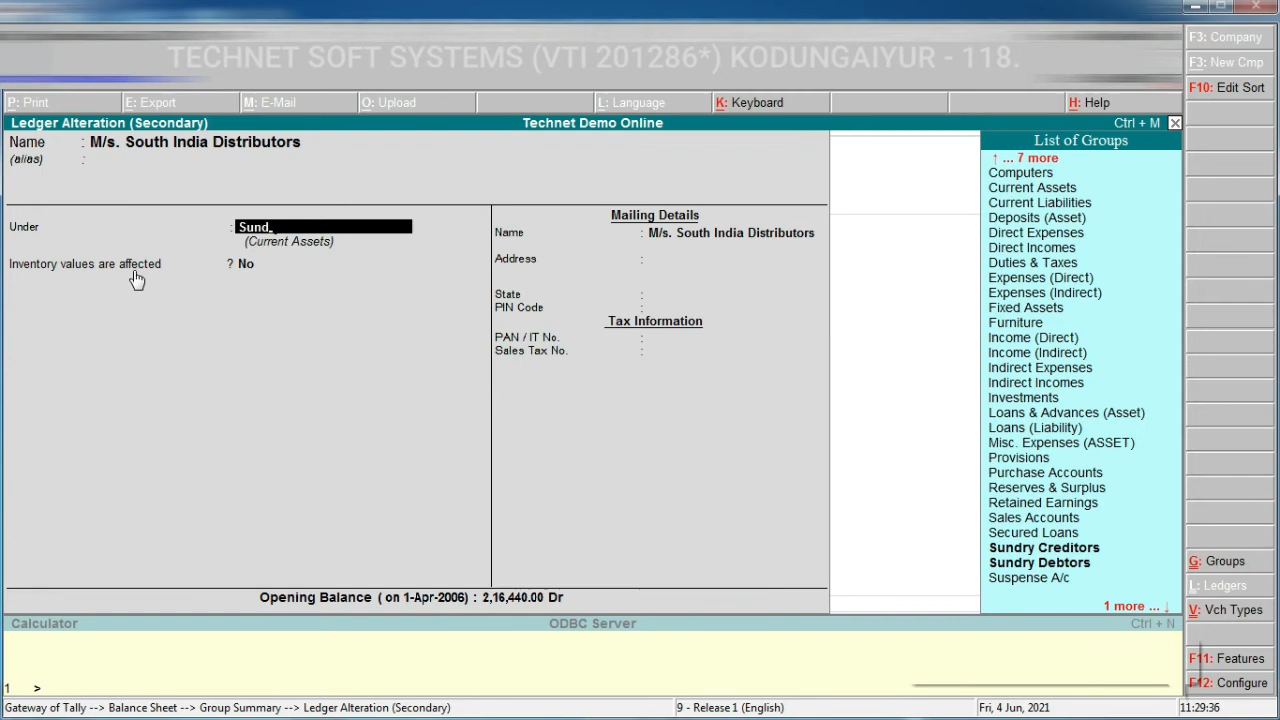 TECHNET SOFT SYSTEMS (VTI 201286*) KODUNGAIYUR - 118.
F3: Company
F3: New Cmp
F10: Edit Sort
P: Print E: Export M: E-Mail O: Upload L: Language K: Keyboard H: Help
Ledger Alteration (Secondary) Technet Demo Online Ctrl + M
Name : M/s. South India Distributors
(alias) :
Under : Sund_
(Current Assets)
Inventory values are affected ? No
Mailing Details
Name : M/s. South India Distributors
Address :
State :
PIN Code :
Tax Information
PAN / IT No. :
Sales Tax No. :
Opening Balance ( on 1-Apr-2006) : 2,16,440.00 Dr
List of Groups
↑ ... 7 more
Computers
Current Assets
Current Liabilities
Deposits (Asset)
Direct Expenses
Direct Incomes
Duties & Taxes
Expenses (Direct)
Expenses (Indirect)
Fixed Assets
Furniture
Income (Direct)
Income (Indirect)
Indirect Expenses
Indirect Incomes
Investments
Loans & Advances (Asset)
Loans (Liability)
Misc. Expenses (ASSET)
Provisions
Purchase Accounts
Reserves & Surplus
Retained Earnings
Sales Accounts
Secured Loans
Sundry Creditors
Sundry Debtors
Suspense A/c
1 more ... ↓
G: Groups
L: Ledgers
V: Vch Types
F11: Features
F12: Configure
Calculator ODBC Server Ctrl + N
1 >
Gateway of Tally --> Balance Sheet --> Group Summary --> Ledger Alteration (Secondary) 9 - Release 1 (English) Fri, 4 Jun, 2021 11:29:36